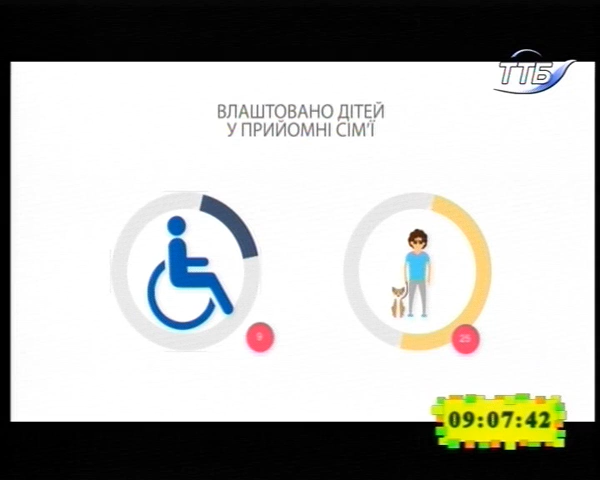 ТТБ
ВЛАШТОВАНО ДІТЕЙ
У ПРИЙОМНІ СІМ'Ї
9
25
09:07:42